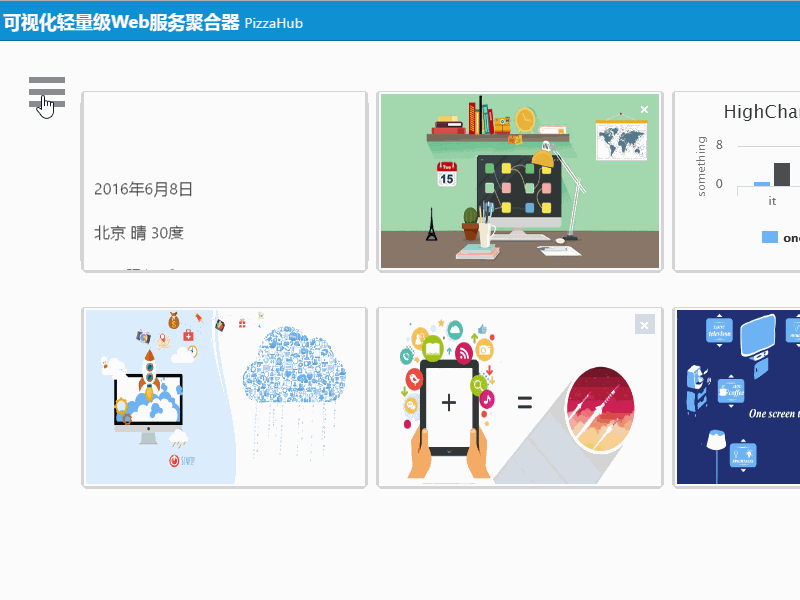 可视化轻量级Web服务聚合器 PizzaHub
2016年6月8日
北京 晴 30度
Tue
15
HighCha
something
8
0
it
on
+
=
One screen t